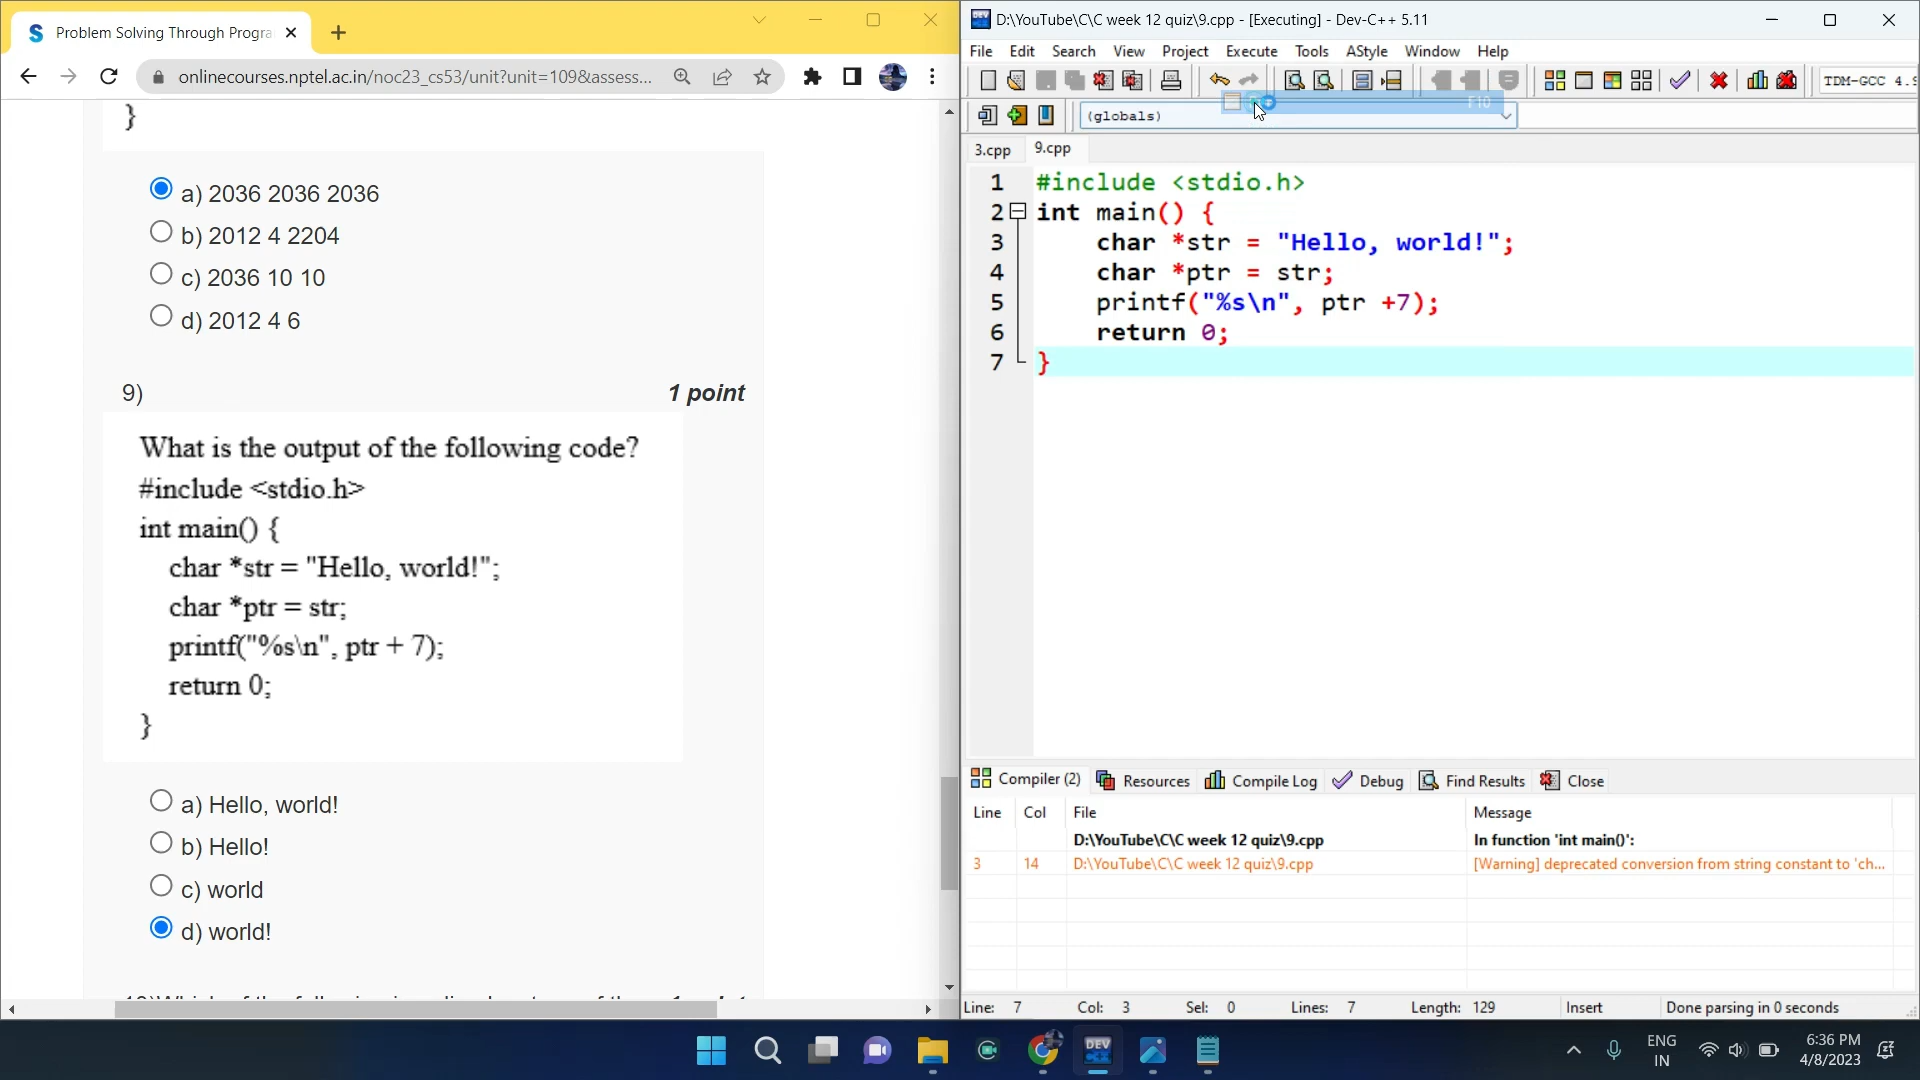 Problem Solving Through Progra
onlinecourses.nptel.ac.in/noc23_cs53/unit?unit=109&assess...
}
a) 2036 2036 2036
b) 2012 4 2204
c) 2036 10 10
d) 2012 4 6
9)
1 point
What is the output of the following code?
#include <stdio.h>
int main() {
char *str = "Hello, world!";
char *ptr = str;
printf("%s\n", ptr + 7);
return 0;
}
a) Hello, world!
b) Hello!
c) world
d) world!
D:\YouTube\C\C week 12 quiz\9.cpp - [Executing] - Dev-C++ 5.11
File Edit Search View Project Execute Tools AStyle Window Help
TDM-GCC 4.9
F10
(globals)
3.cpp 9.cpp
1 #include <stdio.h>
2 int main() {
3 char *str = "Hello, world!";
4 char *ptr = str;
5 printf("%s\n", ptr +7);
6 return 0;
7 }
Compiler (2) Resources Compile Log Debug Find Results Close
Line Col File Message
D:\YouTube\C\C week 12 quiz\9.cpp In function 'int main()':
3 14 D:\YouTube\C\C week 12 quiz\9.cpp [Warning] deprecated conversion from string constant to 'ch...
Line: 7 Col: 3 Sel: 0 Lines: 7 Length: 129 Insert Done parsing in 0 seconds
DEV
ENG
IN
6:36 PM
4/8/2023